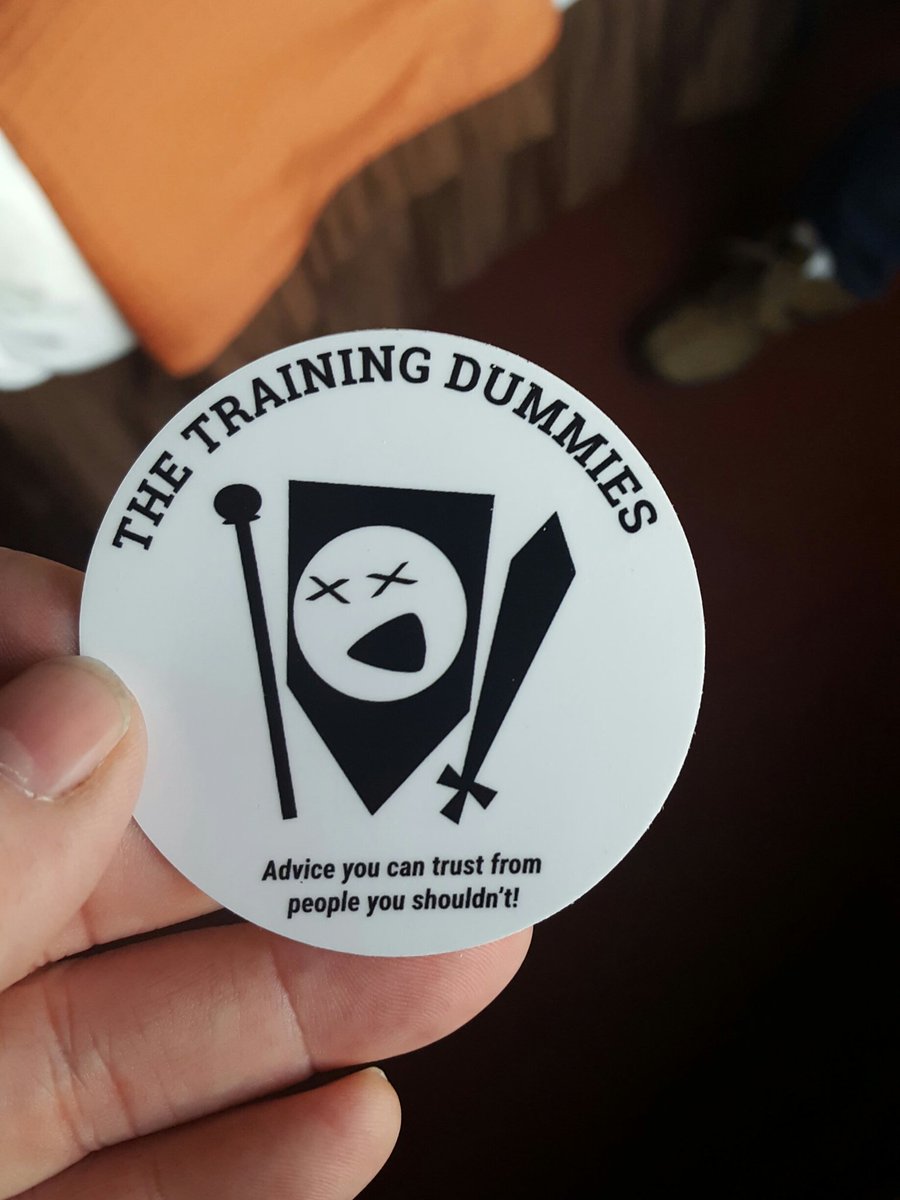 THE TRAINING DUMMIES
Advice you can trust from
people you shouldn't!